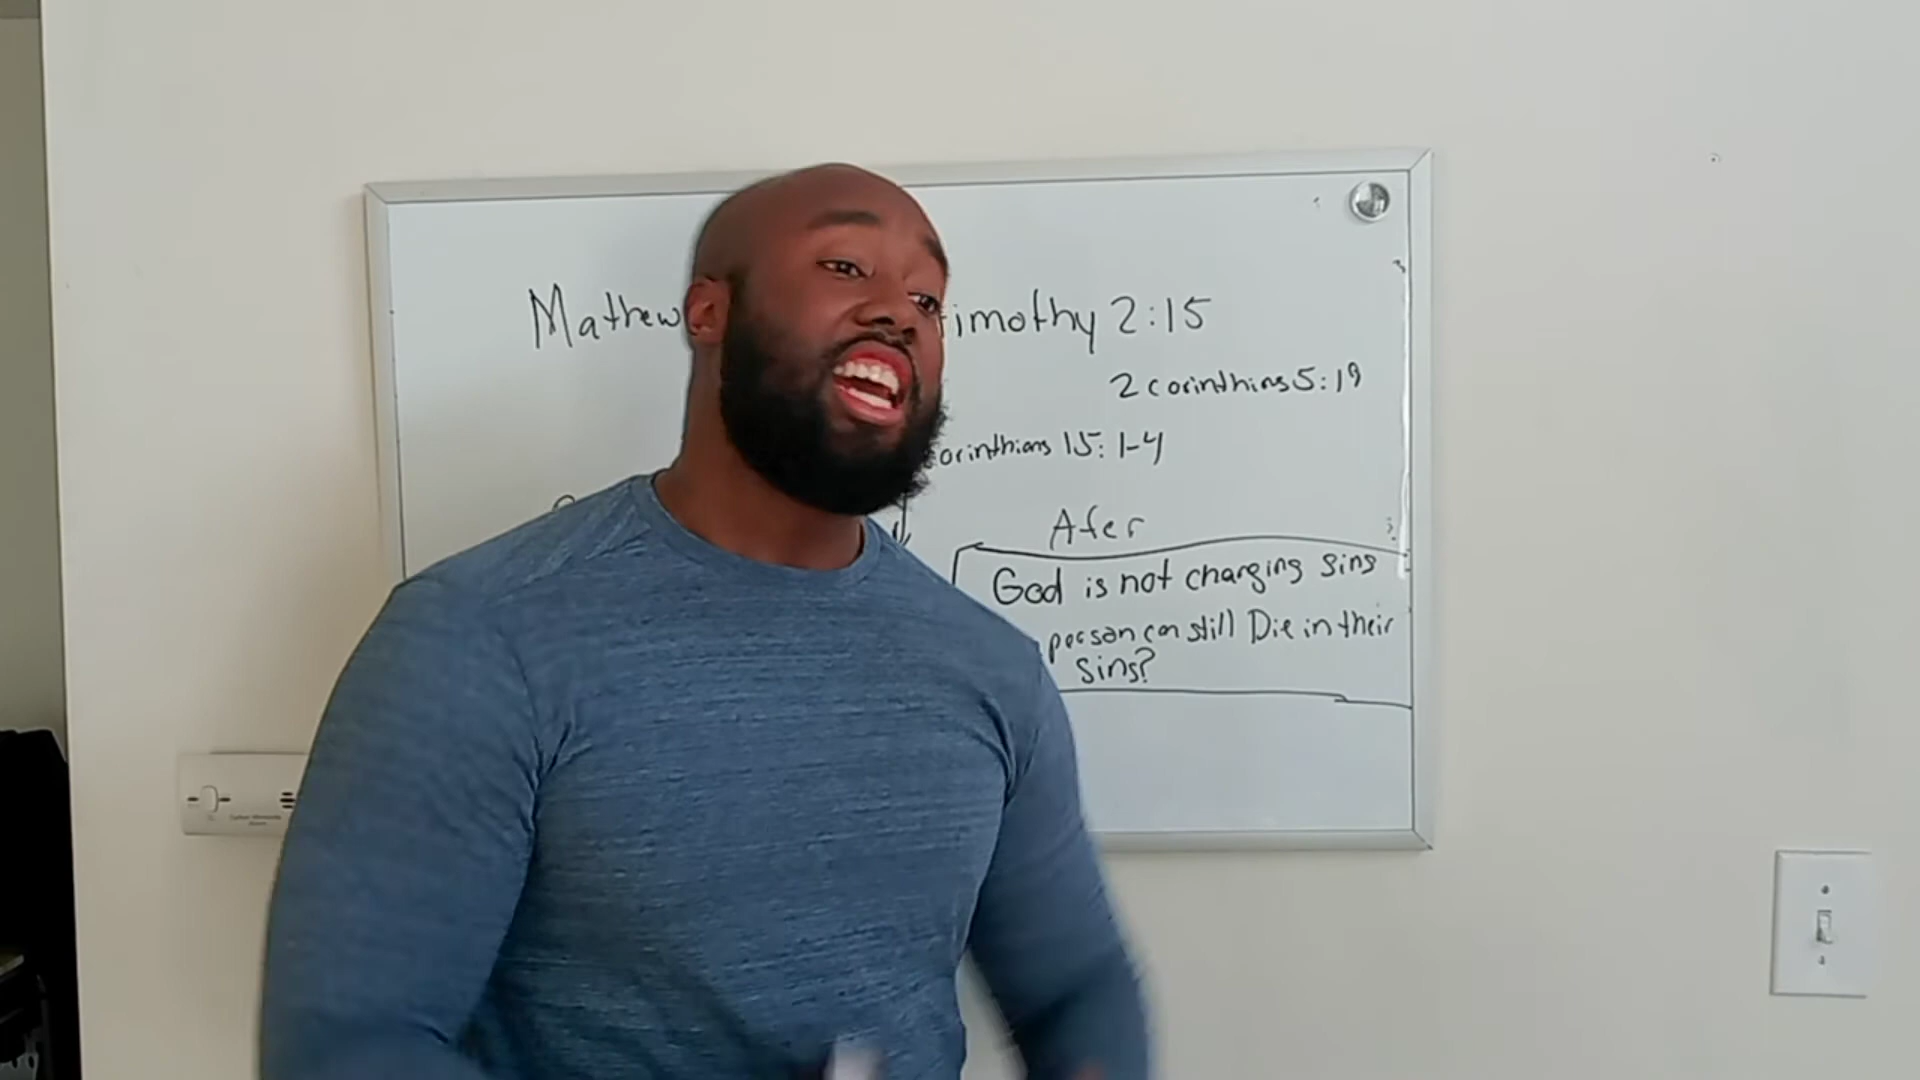 Mathew imothy 2:15
2 corinthins 5:19
orinthians 15:1-4
Afer
God is not charging sins
person can still Die in their
sins?